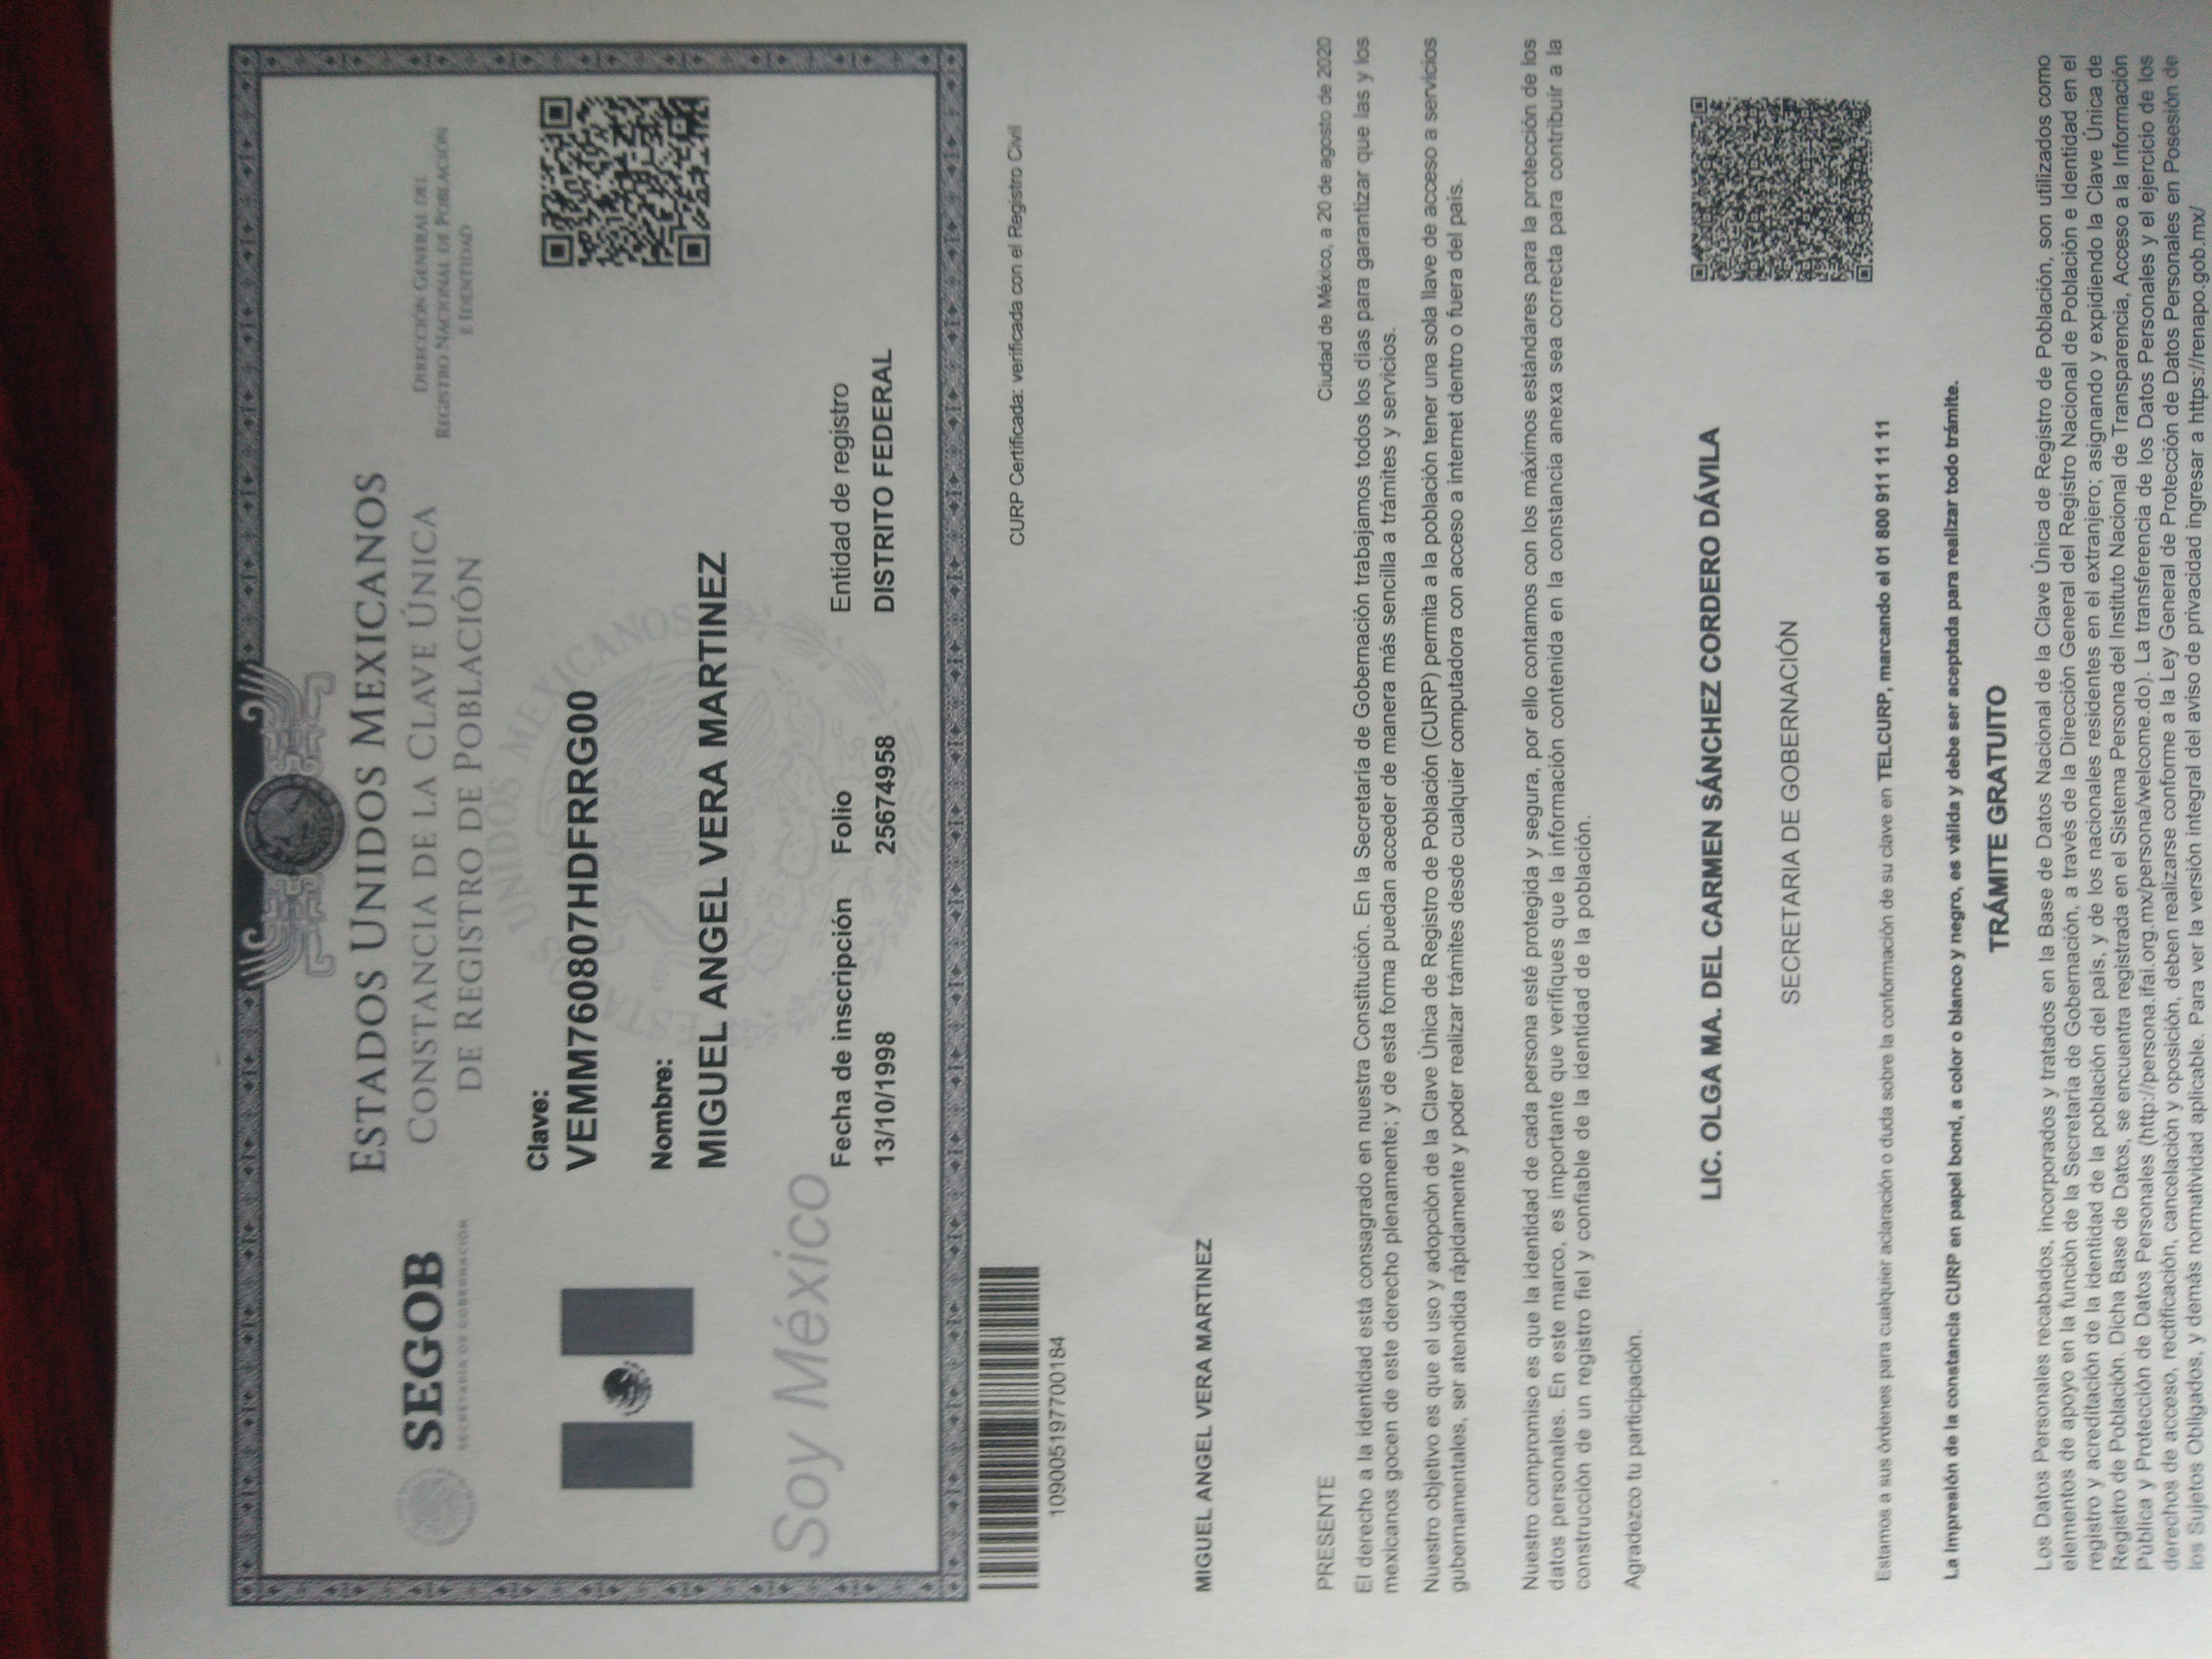 ESTADOS UNIDOS MEXICANOS
CONSTANCIA DE LA CLAVE ÚNICA
DE REGISTRO DE POBLACIÓN
SEGOB
SECRETARÍA DE GOBERNACIÓN
DIRECCIÓN GENERAL DEL
REGISTRO NACIONAL DE POBLACIÓN
E IDENTIDAD
ESTADOS UNIDOS MEXICANOS
Clave:
VEMM760807HDFRRG00
Nombre:
MIGUEL ANGEL VERA MARTINEZ
Soy México
Fecha de inscripción Folio Entidad de registro
13/10/1998 25674958 DISTRITO FEDERAL
109005197700184
CURP Certificada: verificada con el Registro Civil
MIGUEL ANGEL VERA MARTINEZ
PRESENTE
Ciudad de México, a 20 de agosto de 2020
El derecho a la identidad está consagrado en nuestra Constitución. En la Secretaría de Gobernación trabajamos todos los días para garantizar que las y los
mexicanos gocen de este derecho plenamente; y de esta forma puedan acceder de manera más sencilla a trámites y servicios.
Nuestro objetivo es que el uso y adopción de la Clave Única de Registro de Población (CURP) permita a la población tener una sola llave de acceso a servicios
gubernamentales, ser atendida rápidamente y poder realizar trámites desde cualquier computadora con acceso a internet dentro o fuera del país.
Nuestro compromiso es que la identidad de cada persona esté protegida y segura, por ello contamos con los máximos estándares para la protección de los
datos personales. En este marco, es importante que verifiques que la información contenida en la constancia anexa sea correcta para contribuir a la
construcción de un registro fiel y confiable de la identidad de la población.
Agradezco tu participación.
LIC. OLGA MA. DEL CARMEN SÁNCHEZ CORDERO DÁVILA
SECRETARIA DE GOBERNACIÓN
Estamos a sus órdenes para cualquier aclaración o duda sobre la conformación de su clave en TELCURP, marcando el 01 800 911 11 11
La impresión de la constancia CURP en papel bond, a color o blanco y negro, es válida y debe ser aceptada para realizar todo trámite.
TRÁMITE GRATUITO
Los Datos Personales recabados, incorporados y tratados en la Base de Datos Nacional de la Clave Única de Registro de Población, son utilizados como
elementos de apoyo en la función de la Secretaría de Gobernación, a través de la Dirección General del Registro Nacional de Población e Identidad en el
registro y acreditación de la identidad de la población del país, y de los nacionales residentes en el extranjero; asignando y expidiendo la Clave Única de
Registro de Población. Dicha Base de Datos, se encuentra registrada en el Sistema Persona del Instituto Nacional de Transparencia, Acceso a la Información
Pública y Protección de Datos Personales (http://persona.ifai.org.mx/persona/welcome.do). La transferencia de los Datos Personales y el ejercicio de los
derechos de acceso, rectificación, cancelación y oposición, deben realizarse conforme a la Ley General de Protección de Datos Personales en Posesión de
los Sujetos Obligados, y demás normatividad aplicable. Para ver la versión integral del aviso de privacidad ingresar a https://renapo.gob.mx/